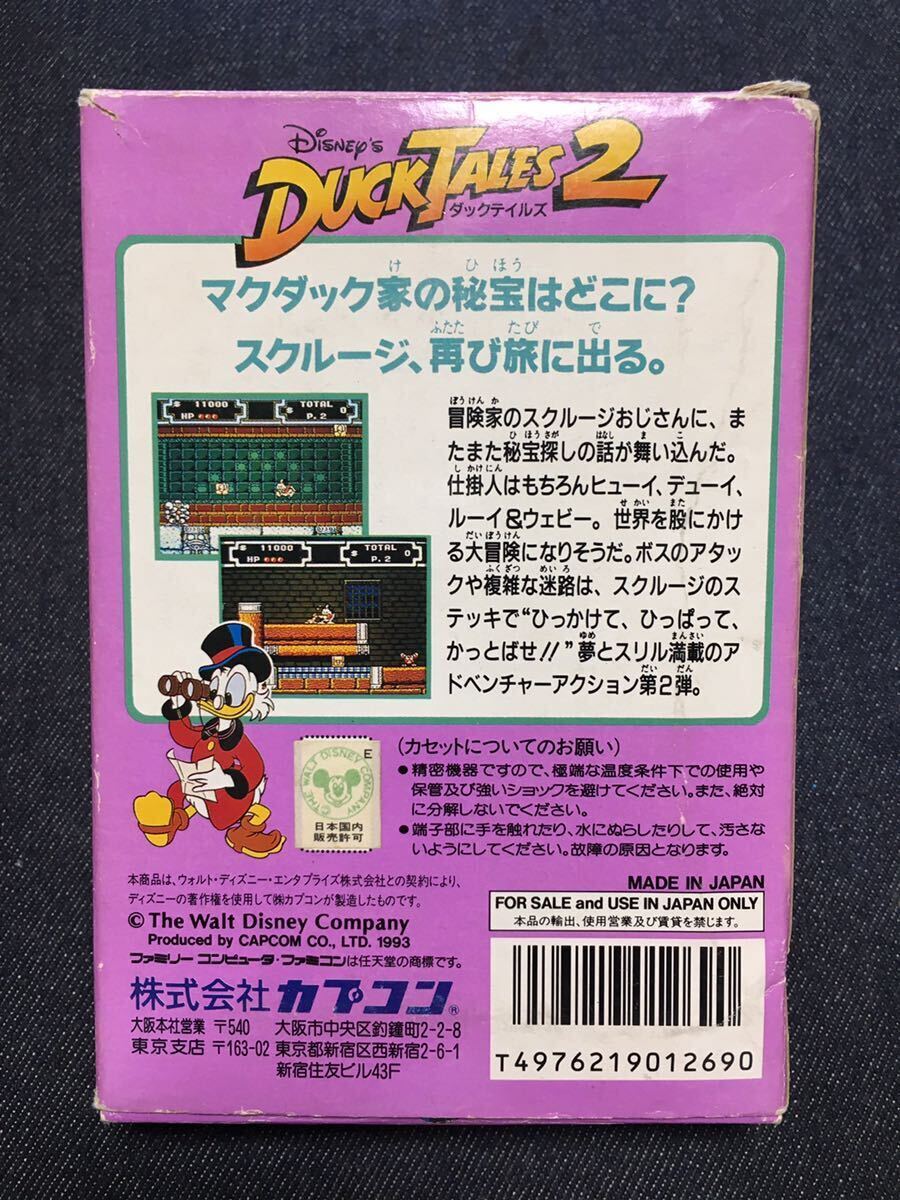 DISNEY'S
DUCKTALES 2
ダックテイルズ
マクダック家の秘宝はどこに?
スクルージ、再び旅に出る。
$ 11000 TOTAL
HP P.2 0
$ 11000 TOTAL
HP P.2 0
冒険家のスクルージおじさんに、ま
たまた秘宝探しの話が舞い込んだ。
仕掛人はもちろんヒューイ、デューイ、
ルーイ&ウェビー。世界を股にかけ
る大冒険になりそうだ。ボスのアタッ
クや複雑な迷路は、スクルージのス
テッキで“ひっかけて、ひっぱって、
かっとばせ!!”夢とスリル満載のア
ドベンチャーアクション第2弾。
E
THE WALT DISNEY COMPANY
日本国内
販売許可
(カセットについてのお願い)
●精密機器ですので、極端な温度条件下での使用や
保管及び強いショックを避けてください。また、絶対
に分解しないでください。
●端子部に手を触れたり、水にぬらしたりして、汚さな
いようにしてください。故障の原因となります。
本商品は、ウォルト・ディズニー・エンタプライズ株式会社との契約により、
ディズニーの著作権を使用して㈱カプコンが製造したものです。
© The Walt Disney Company
Produced by CAPCOM CO., LTD. 1993
ファミリーコンピュータ・ファミコンは任天堂の商標です。
株式会社 カプコン®
大阪本社営業 〒540 大阪市中央区釣鐘町2-2-8
東京支店 〒163-02 東京都新宿区西新宿2-6-1
新宿住友ビル43F
MADE IN JAPAN
FOR SALE and USE IN JAPAN ONLY
本品の輸出、使用営業及び賃貸を禁じます。
T4976219012690